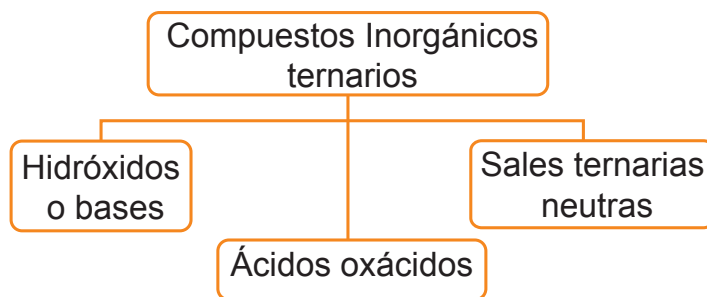 Compuestos Inorgánicos
ternarios
Hidróxidos
o bases
Sales ternarias
neutras
Ácidos oxácidos